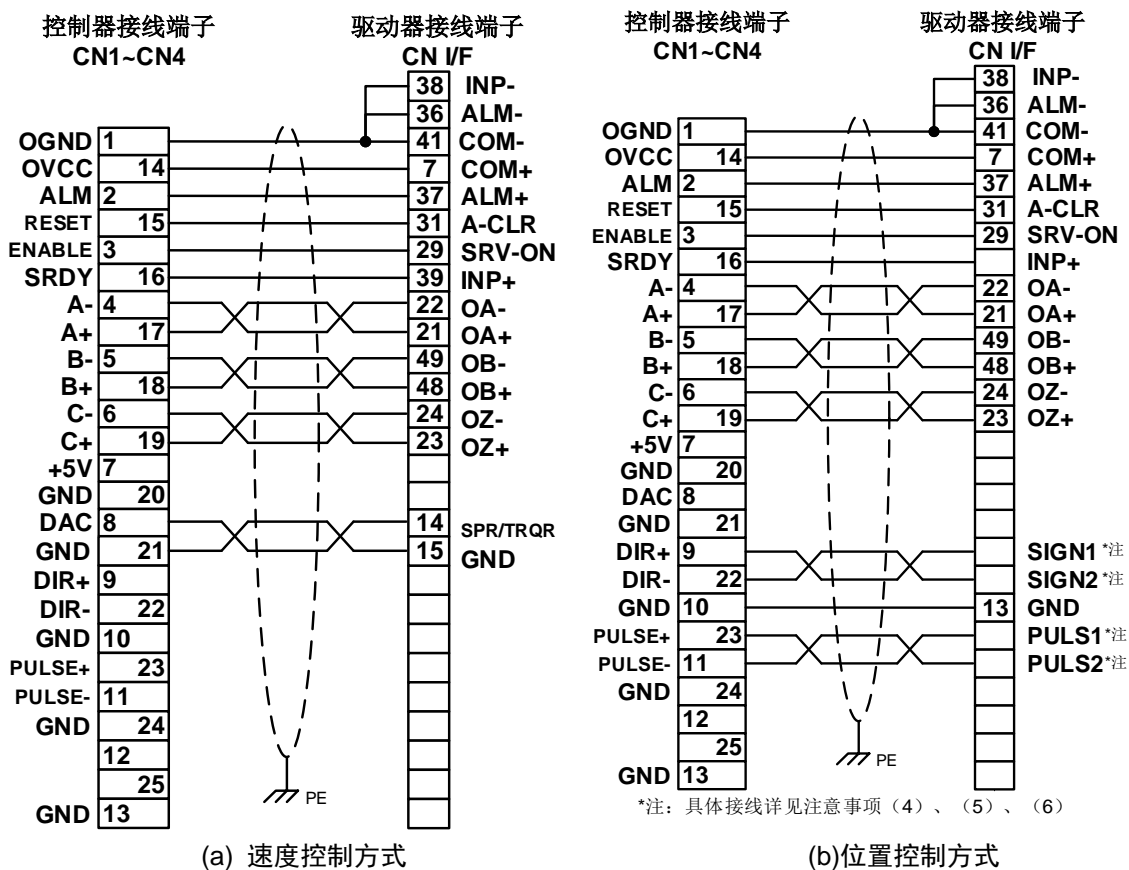 控制器接线端子 驱动器接线端子
CN1~CN4 CN I/F
38 INP-
36 ALM-
OGND 1 41 COM-
OVCC 14 7 COM+
ALM 2 37 ALM+
RESET 15 31 A-CLR
ENABLE 3 29 SRV-ON
SRDY 16 39 INP+
A- 4 22 OA-
A+ 17 21 OA+
B- 5 49 OB-
B+ 18 48 OB+
C- 6 24 OZ-
C+ 19 23 OZ+
+5V 7
GND 20
DAC 8 14 SPR/TRQR
GND 21 15 GND
DIR+ 9
DIR- 22
GND 10
PULSE+ 23
PULSE- 11
GND 24
12
25
GND 13
PE
(a) 速度控制方式
控制器接线端子 驱动器接线端子
CN1~CN4 CN I/F
38 INP-
36 ALM-
OGND 1 41 COM-
OVCC 14 7 COM+
ALM 2 37 ALM+
RESET 15 31 A-CLR
ENABLE 3 29 SRV-ON
SRDY 16 INP+
A- 4 22 OA-
A+ 17 21 OA+
B- 5 49 OB-
B+ 18 48 OB+
C- 6 24 OZ-
C+ 19 23 OZ+
+5V 7
GND 20
DAC 8
GND 21
DIR+ 9 SIGN1 *注
DIR- 22 SIGN2 *注
GND 10 13 GND
PULSE+ 23 PULS1 *注
PULSE- 11 PULS2 *注
GND 24
12
25
GND 13
PE
*注：具体接线详见注意事项（4）、（5）、（6）
(b)位置控制方式